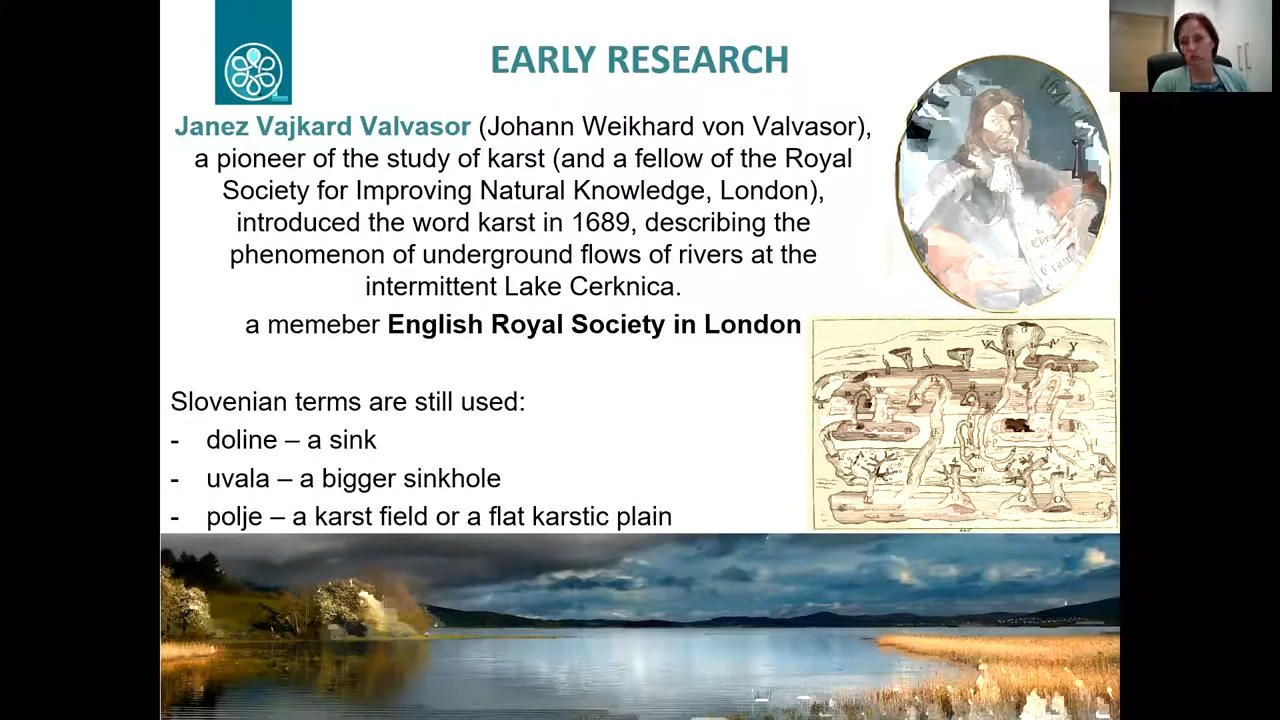 EARLY RESEARCH
Janez Vajkard Valvasor (Johann Weikhard von Valvasor),
a pioneer of the study of karst (and a fellow of the Royal
Society for Improving Natural Knowledge, London),
introduced the word karst in 1689, describing the
phenomenon of underground flows of rivers at the
intermittent Lake Cerknica.
a memeber English Royal Society in London
Slovenian terms are still used:
- doline – a sink
- uvala – a bigger sinkhole
- polje – a karst field or a flat karstic plain